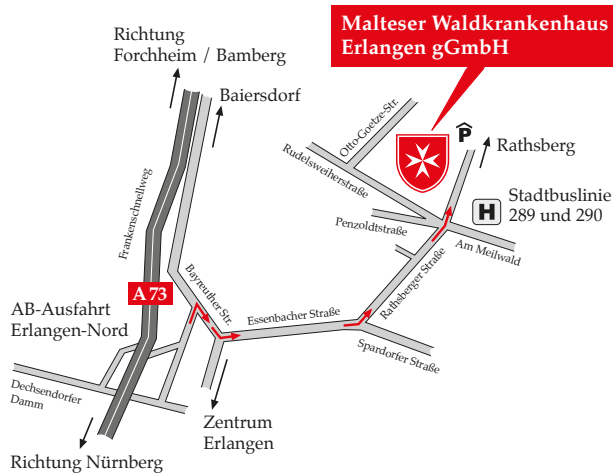 Malteser Waldkrankenhaus
Erlangen gGmbH
Richtung
Forchheim / Bamberg
Baiersdorf
Otto-Goetze-Str.
Rudelsweiherstraße
P
Rathsberg
H
Stadtbuslinie
289 und 290
Penzoldtstraße
Am Meilwald
Frankenschnellweg
A 73
Bayreuther Str.
Rathsberger Straße
AB-Ausfahrt
Erlangen-Nord
Essenbacher Straße
Spardorfer Straße
Dechsendorfer
Damm
Zentrum
Erlangen
Richtung Nürnberg